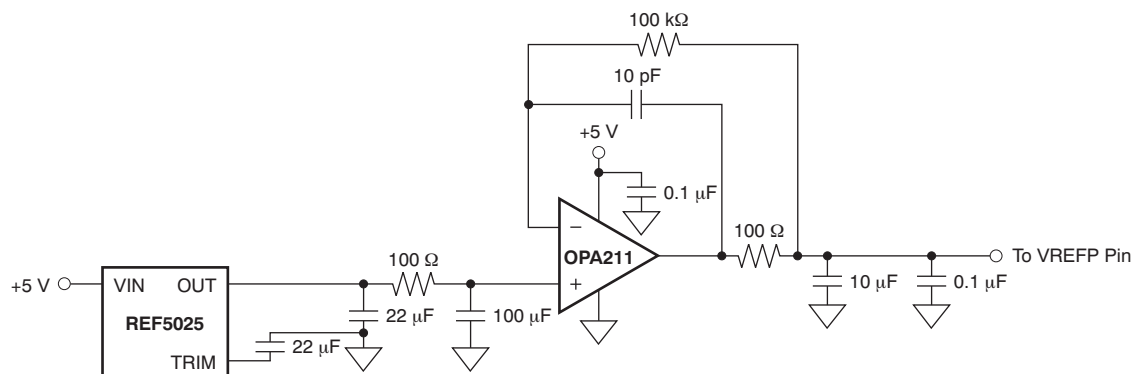 100 kΩ
10 pF
+5 V
0.1 μF
100 Ω
OPA211
−
+
To VREFP Pin
10 μF
0.1 μF
100 Ω
+5 V
VIN
OUT
REF5025
TRIM
22 μF
22 μF
100 μF